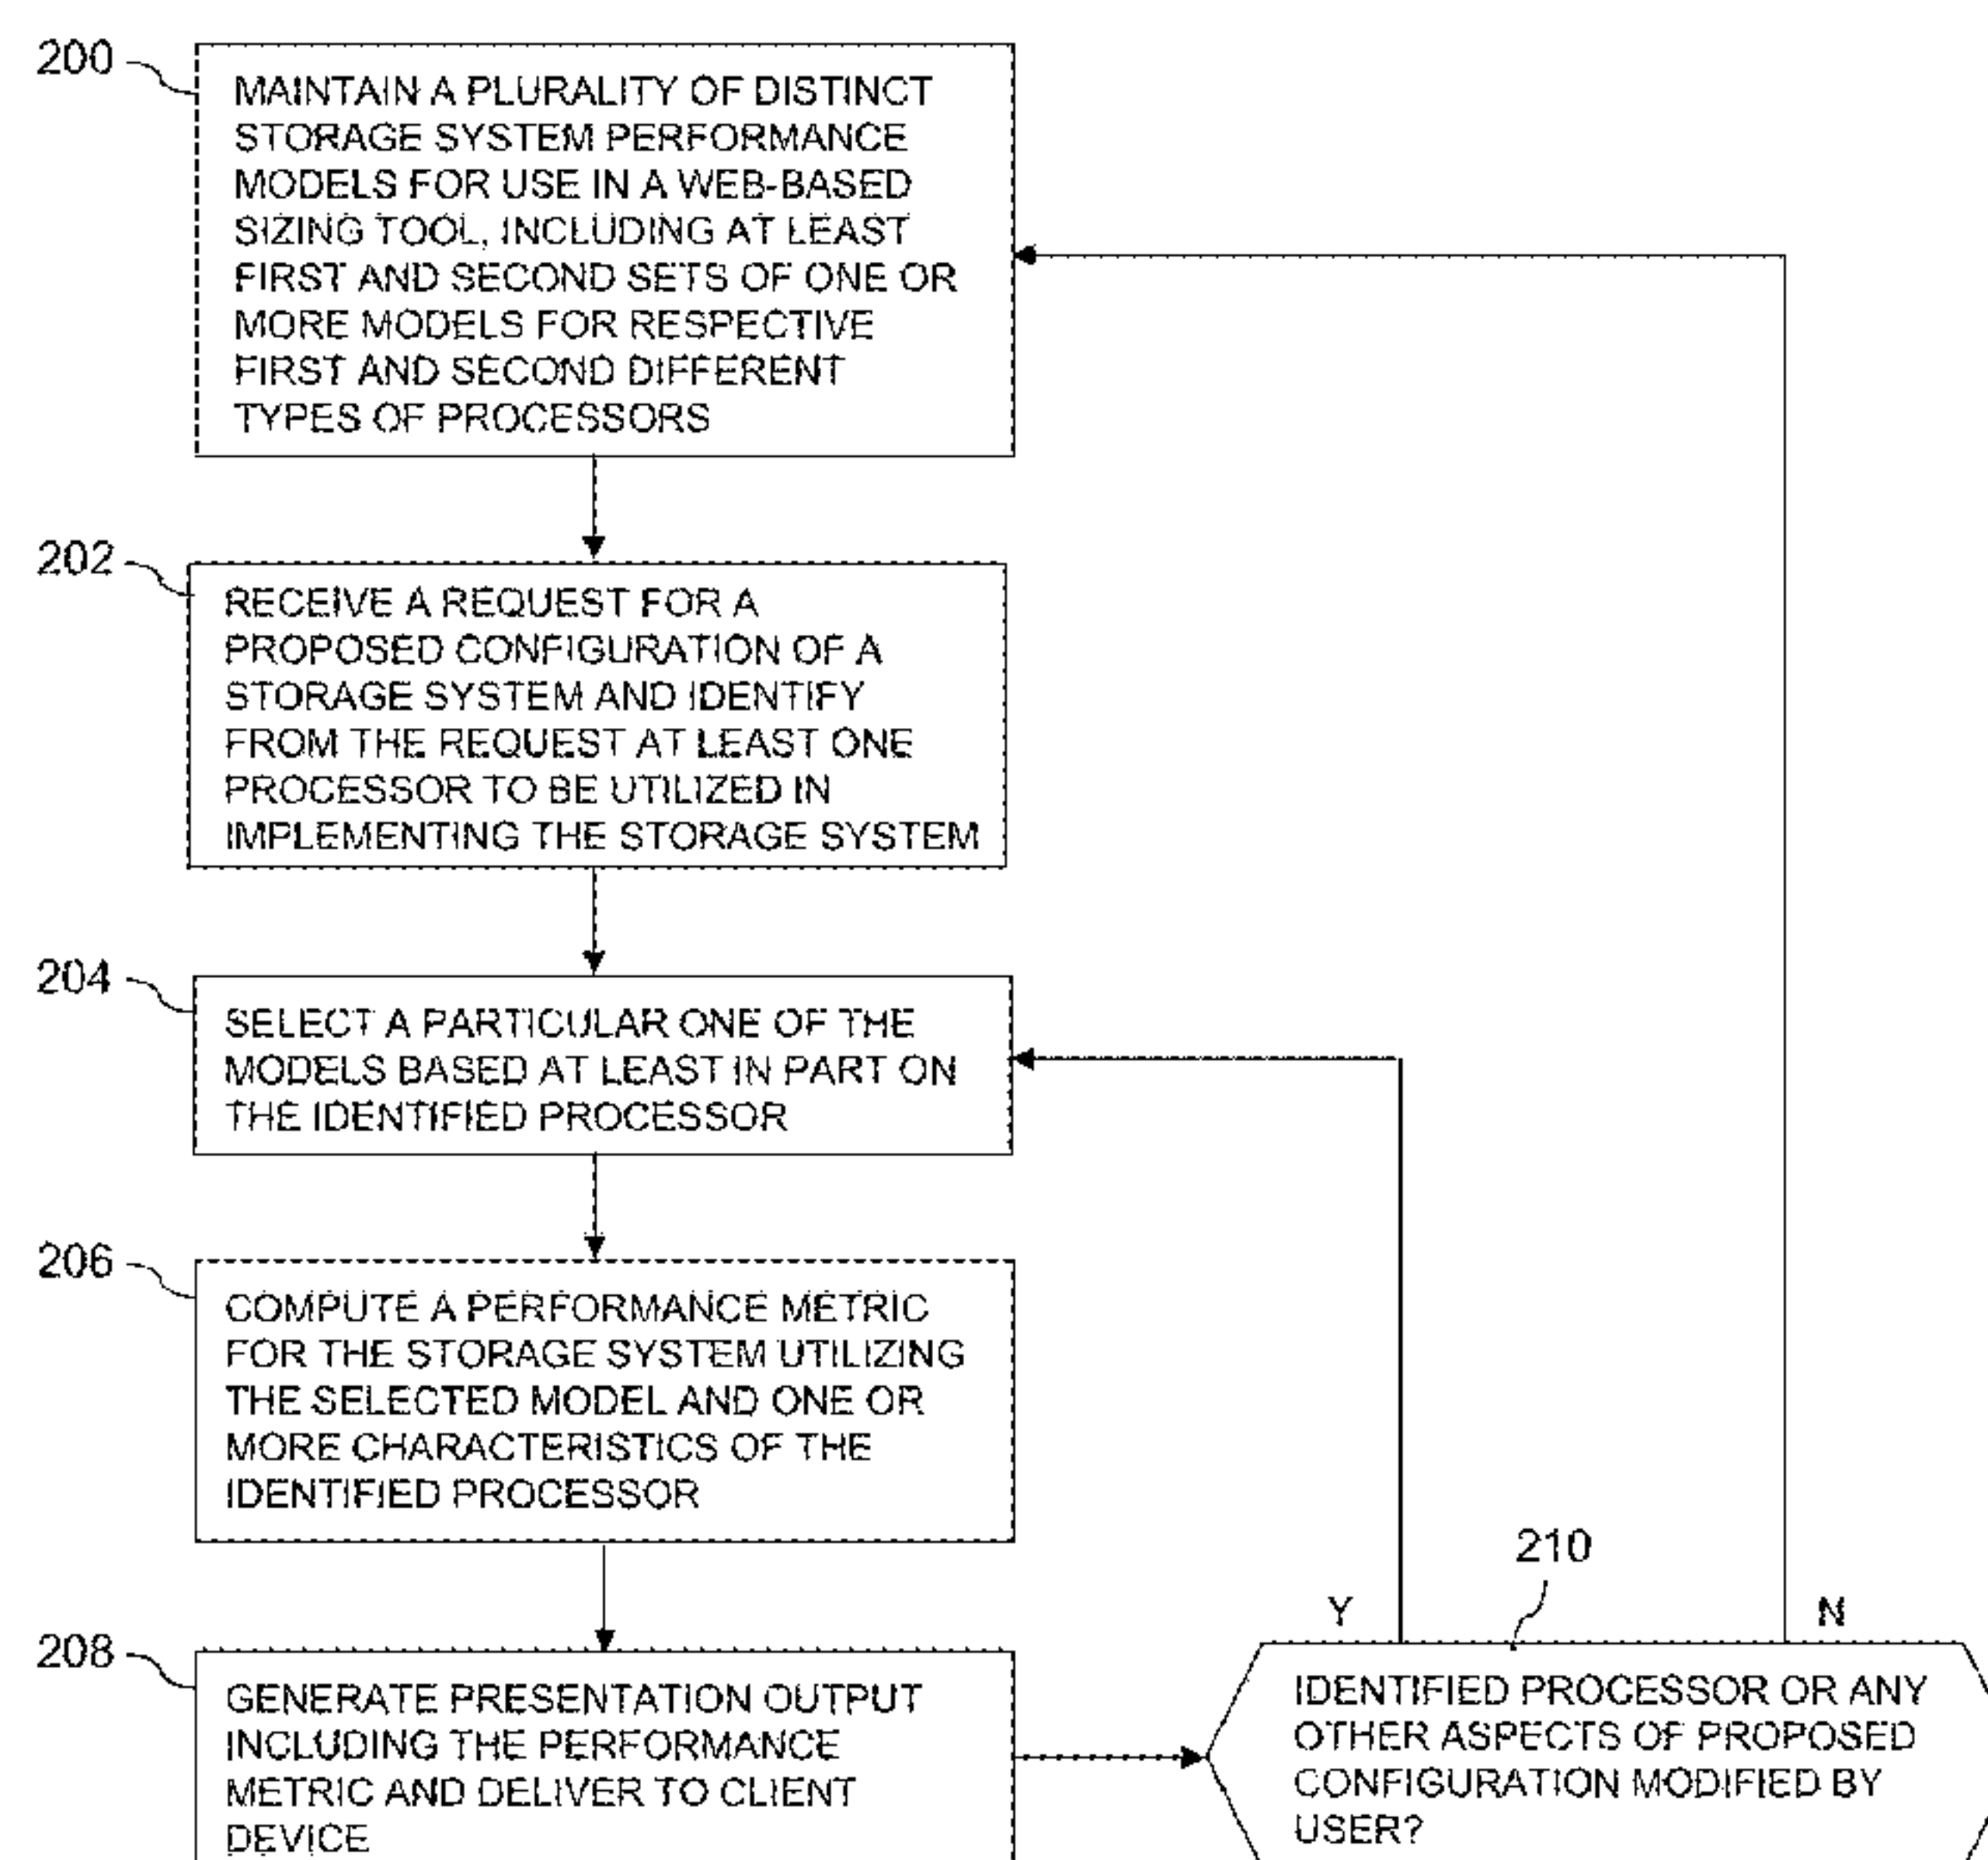 200
MAINTAIN A PLURALITY OF DISTINCT
STORAGE SYSTEM PERFORMANCE
MODELS FOR USE IN A WEB-BASED
SIZING TOOL, INCLUDING AT LEAST
FIRST AND SECOND SETS OF ONE OR
MORE MODELS FOR RESPECTIVE
FIRST AND SECOND DIFFERENT
TYPES OF PROCESSORS
202
RECEIVE A REQUEST FOR A
PROPOSED CONFIGURATION OF A
STORAGE SYSTEM AND IDENTIFY
FROM THE REQUEST AT LEAST ONE
PROCESSOR TO BE UTILIZED IN
IMPLEMENTING THE STORAGE SYSTEM
204
SELECT A PARTICULAR ONE OF THE
MODELS BASED AT LEAST IN PART ON
THE IDENTIFIED PROCESSOR
206
COMPUTE A PERFORMANCE METRIC
FOR THE STORAGE SYSTEM UTILIZING
THE SELECTED MODEL AND ONE OR
MORE CHARACTERISTICS OF THE
IDENTIFIED PROCESSOR
208
GENERATE PRESENTATION OUTPUT
INCLUDING THE PERFORMANCE
METRIC AND DELIVER TO CLIENT
DEVICE
210
Y
N
IDENTIFIED PROCESSOR OR ANY
OTHER ASPECTS OF PROPOSED
CONFIGURATION MODIFIED BY
USER?